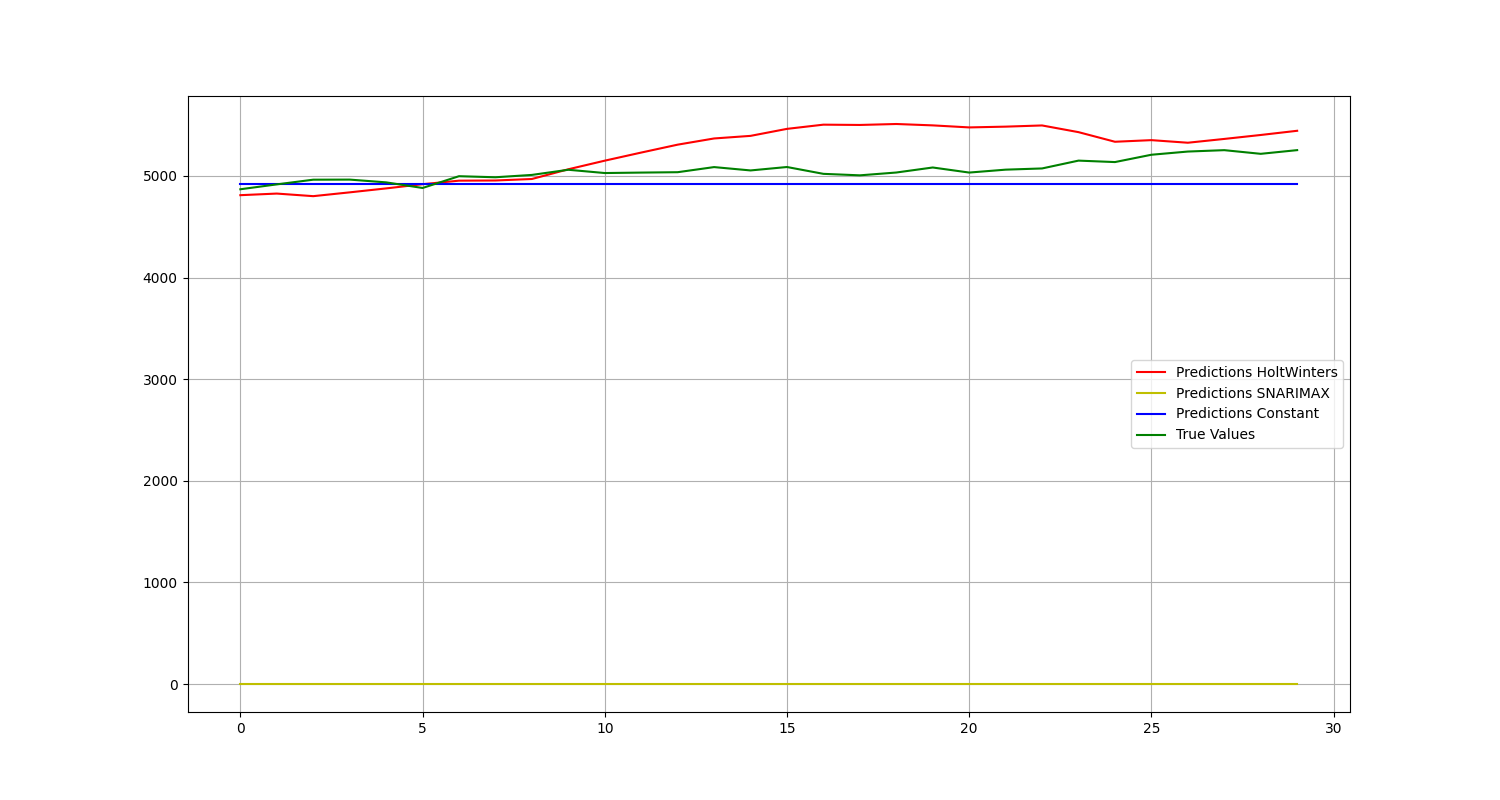 5000
4000
3000
2000
1000
0
0 5 10 15 20 25 30
Predictions HoltWinters
Predictions SNARIMAX
Predictions Constant
True Values